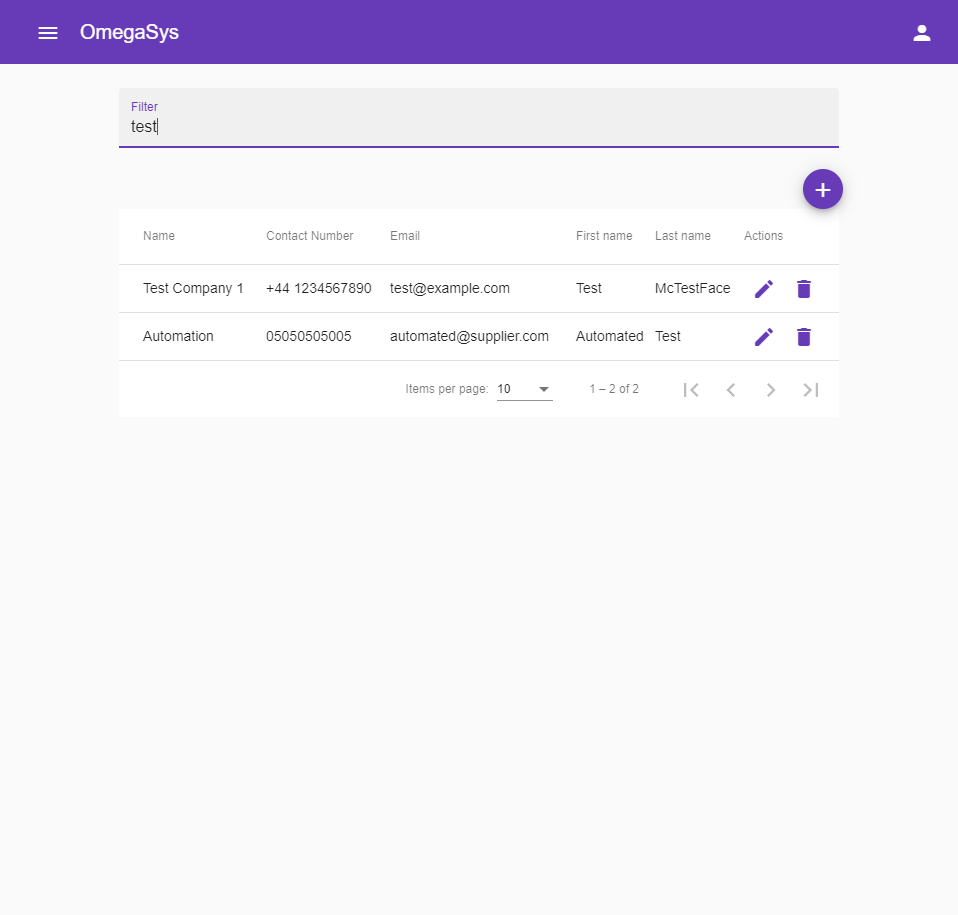 OmegaSys
Filter
test
Name Contact Number Email First name Last name Actions
Test Company 1 +44 1234567890 test@example.com Test McTestFace
Automation 05050505005 automated@supplier.com Automated Test
Items per page: 10 1 – 2 of 2